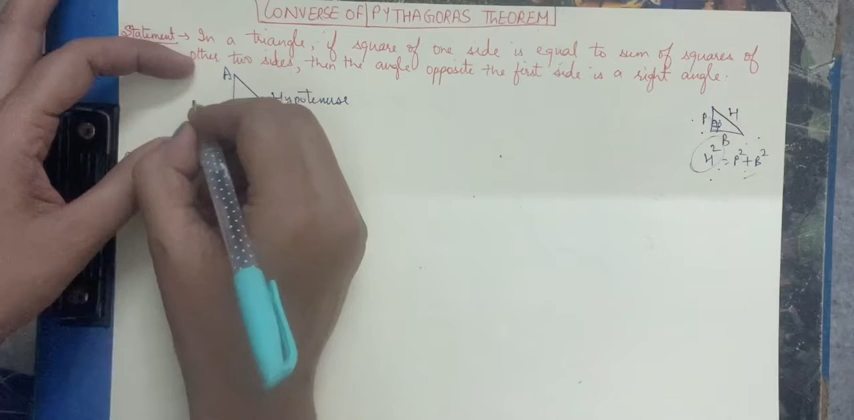 CONVERSE OF PYTHAGORAS THEOREM
Statement → In a triangle, if square of one side is equal to sum of squares of
other two sides, then the angle opposite the first side is a right angle.
A
Hypotenuse
P H
B
H² = P² + B²